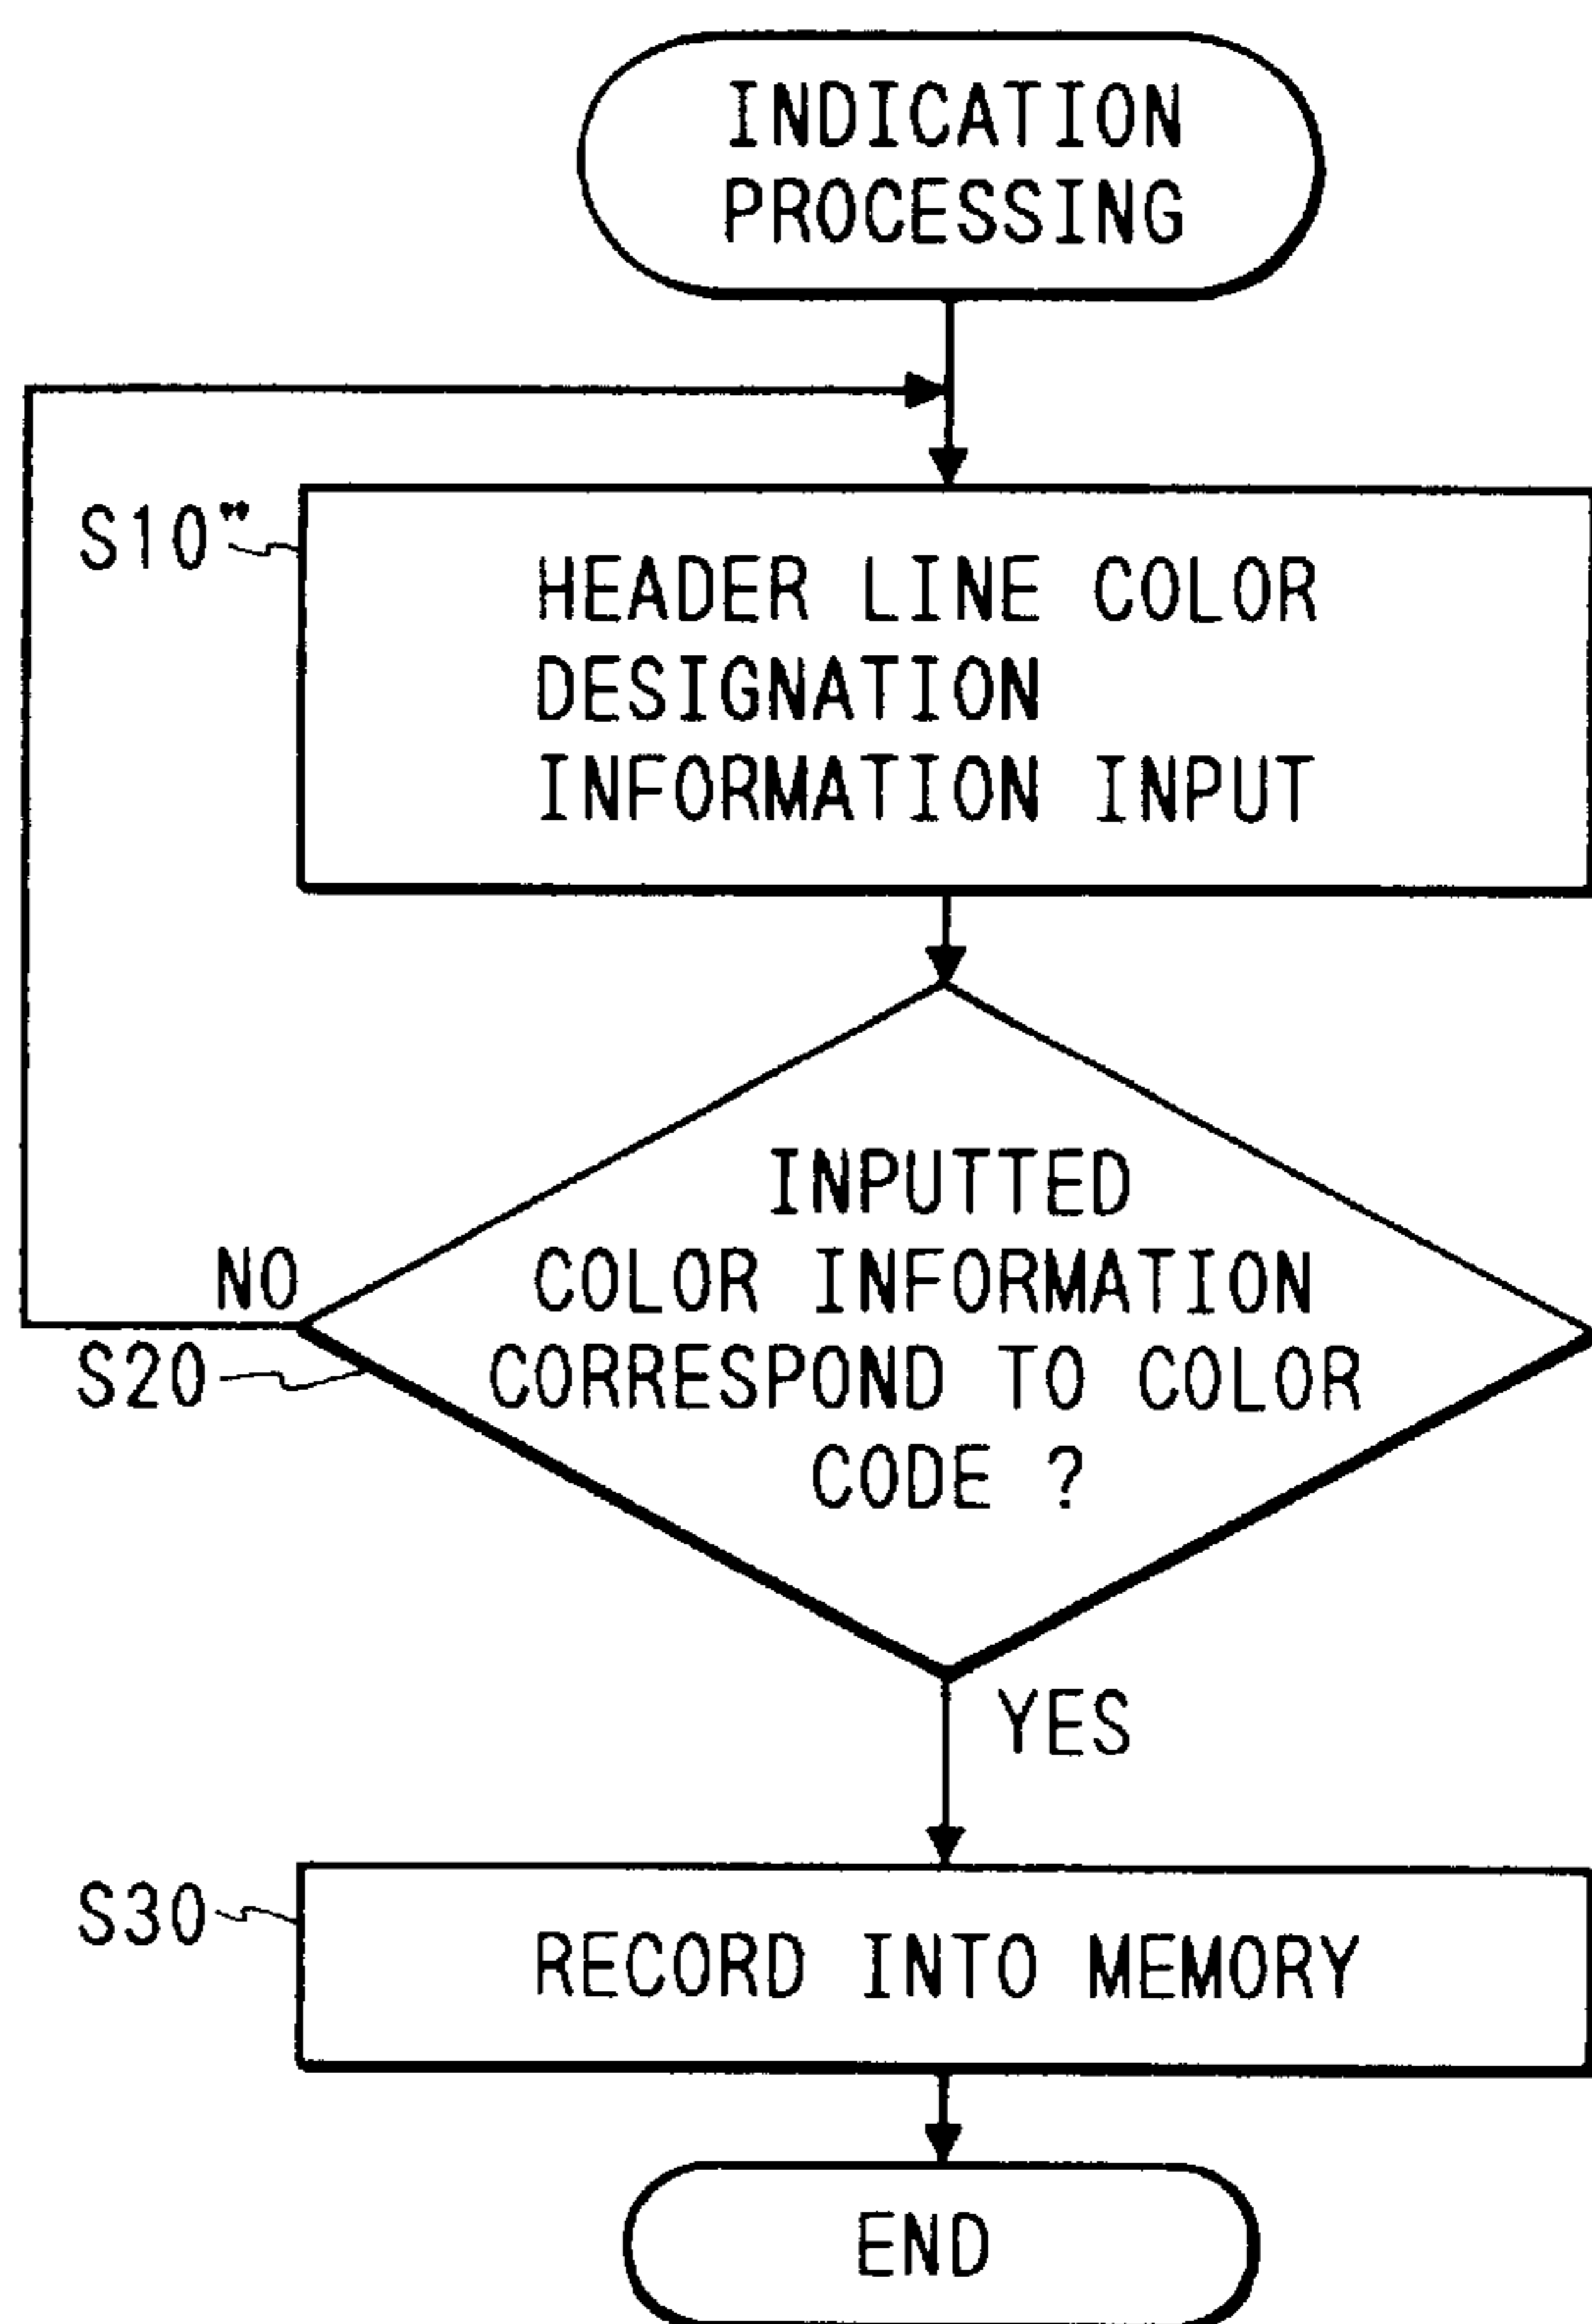 INDICATION
PROCESSING
S10"
HEADER LINE COLOR
DESIGNATION
INFORMATION INPUT
INPUTTED
COLOR INFORMATION
CORRESPOND TO COLOR
CODE ?
NO
S20
YES
S30
RECORD INTO MEMORY
END